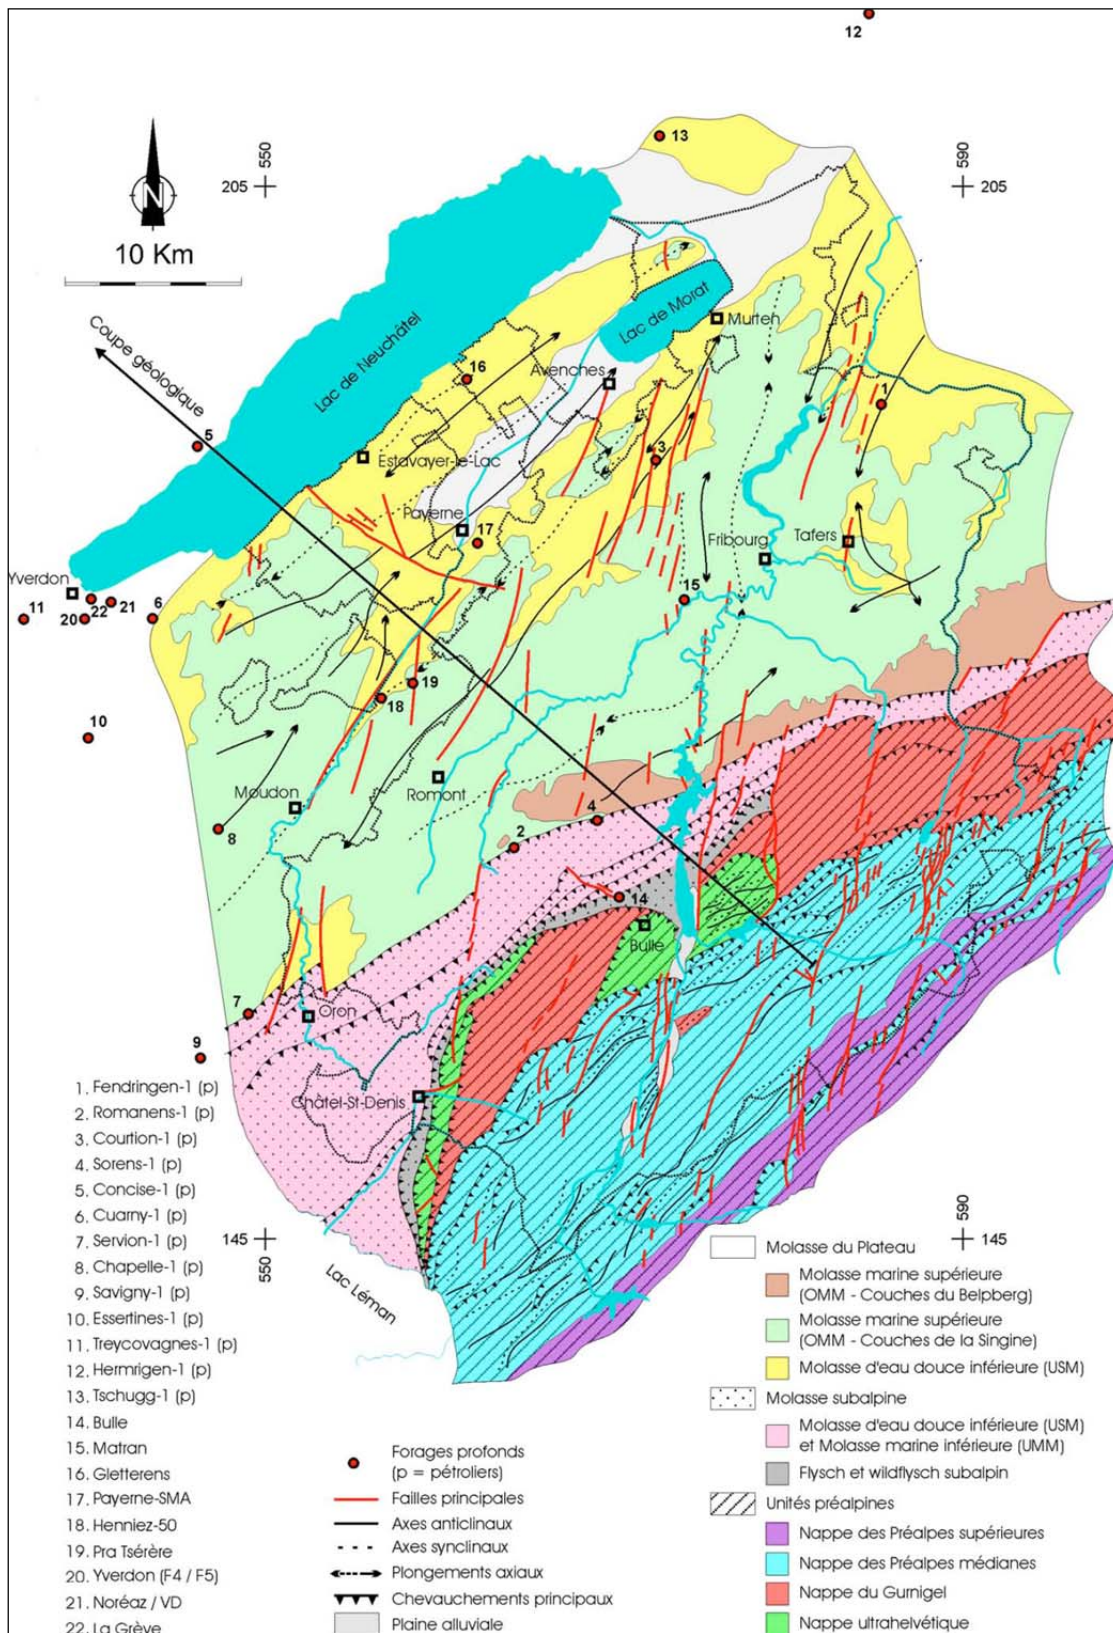 12
13
550
205
590
205
N
10 Km
Coupe géologique
Lac de Neuchâtel
Lac de Morat
Murten
16
Avenches
1
5
3
Estavayer-le-Lac
Payerne
17
Fribourg
Tafers
Yverdon
22
21
15
11
20
6
19
18
10
Romont
Moudon
4
8
2
14
Bulle
7
Oron
9
Châtel-St-Denis
145
550
590
145
Lac Léman
1. Fendringen-1 (p)
2. Romanens-1 (p)
3. Courtion-1 (p)
4. Sorens-1 (p)
5. Concise-1 (p)
6. Cuarny-1 (p)
7. Servion-1 (p)
8. Chapelle-1 (p)
9. Savigny-1 (p)
10. Essertines-1 (p)
11. Treycovagnes-1 (p)
12. Hermrigen-1 (p)
13. Tschugg-1 (p)
14. Bulle
15. Matran
16. Gletterens
17. Payerne-SMA
18. Henniez-50
19. Pra Tsérère
20. Yverdon (F4 / F5)
21. Noréaz / VD
22. La Grève
Forages profonds
(p = pétroliers)
Failles principales
Axes anticlinaux
Axes synclinaux
Plongements axiaux
Chevauchements principaux
Plaine alluviale
Molasse du Plateau
Molasse marine supérieure
(OMM - Couches du Belpberg)
Molasse marine supérieure
(OMM - Couches de la Singine)
Molasse d'eau douce inférieure (USM)
Molasse subalpine
Molasse d'eau douce inférieure (USM)
et Molasse marine inférieure (UMM)
Flysch et wildflysch subalpin
Unités préalpines
Nappe des Préalpes supérieures
Nappe des Préalpes médianes
Nappe du Gurnigel
Nappe ultrahelvétique